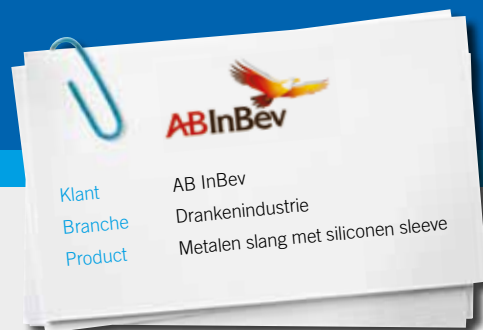 ABInBev
Klant AB InBev
Branche Drankenindustrie
Product Metalen slang met siliconen sleeve